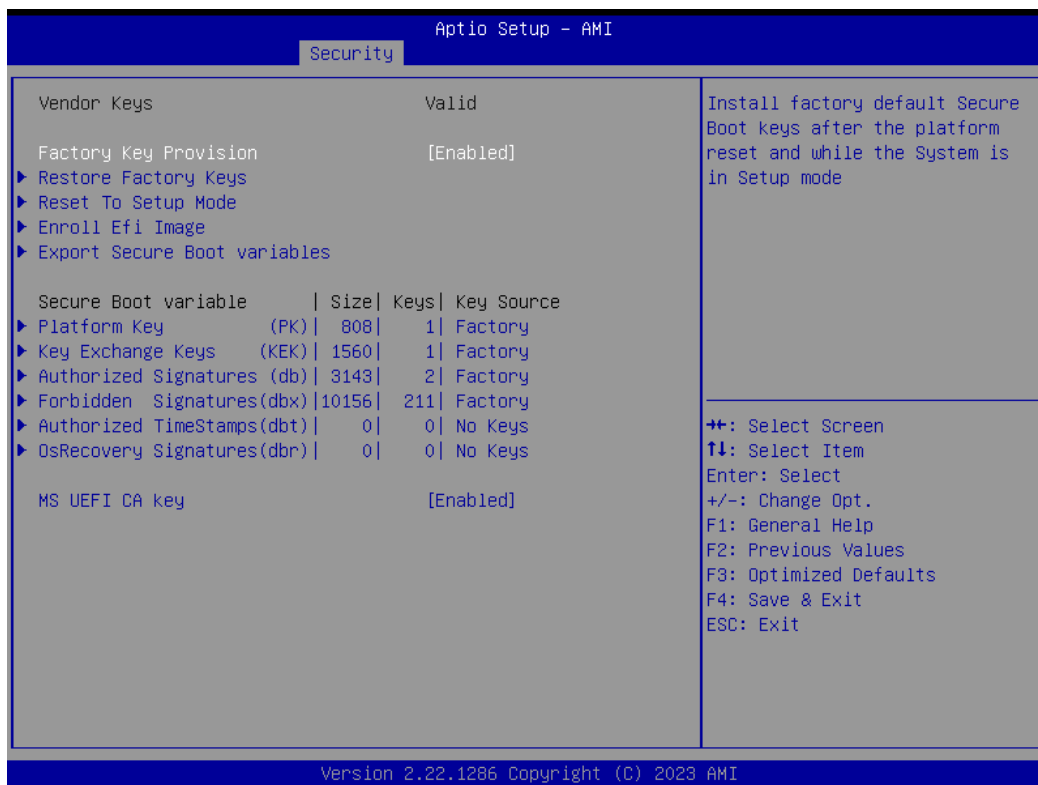 Aptio Setup – AMI
Security
Vendor Keys Valid
Factory Key Provision [Enabled]
▶ Restore Factory Keys
▶ Reset To Setup Mode
▶ Enroll Efi Image
▶ Export Secure Boot variables
Secure Boot variable | Size| Keys| Key Source
▶ Platform Key (PK)| 808| 1| Factory
▶ Key Exchange Keys (KEK)| 1560| 1| Factory
▶ Authorized Signatures (db)| 3143| 2| Factory
▶ Forbidden Signatures(dbx)|10156| 211| Factory
▶ Authorized TimeStamps(dbt)| 0| 0| No Keys
▶ OsRecovery Signatures(dbr)| 0| 0| No Keys
MS UEFI CA key [Enabled]
Install factory default Secure
Boot keys after the platform
reset and while the System is
in Setup mode
→←: Select Screen
↑↓: Select Item
Enter: Select
+/-: Change Opt.
F1: General Help
F2: Previous Values
F3: Optimized Defaults
F4: Save & Exit
ESC: Exit
Version 2.22.1286 Copyright (C) 2023 AMI